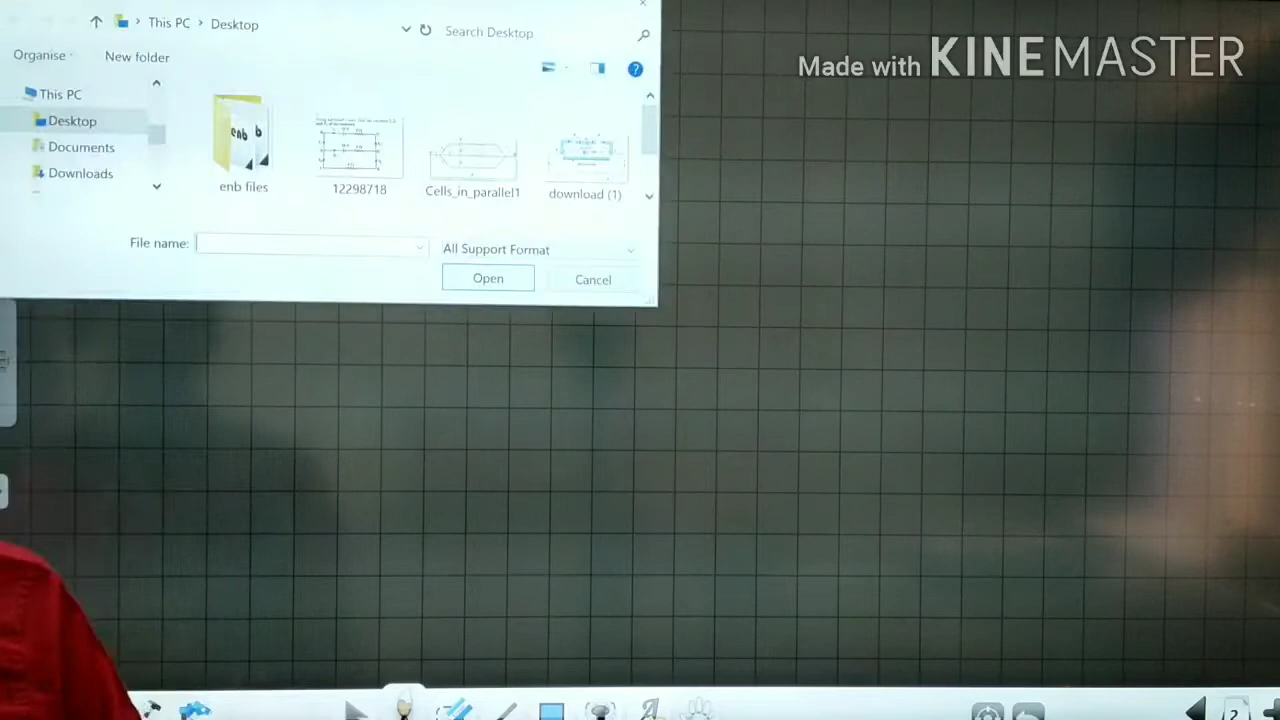 This PC > Desktop
Search Desktop
Organise
New folder
This PC
Desktop
Documents
Downloads
enb files
12298718
Cells_in_parallel1
download (1)
File name:
All Support Format
Open
Cancel
Made with KINEMASTER
2